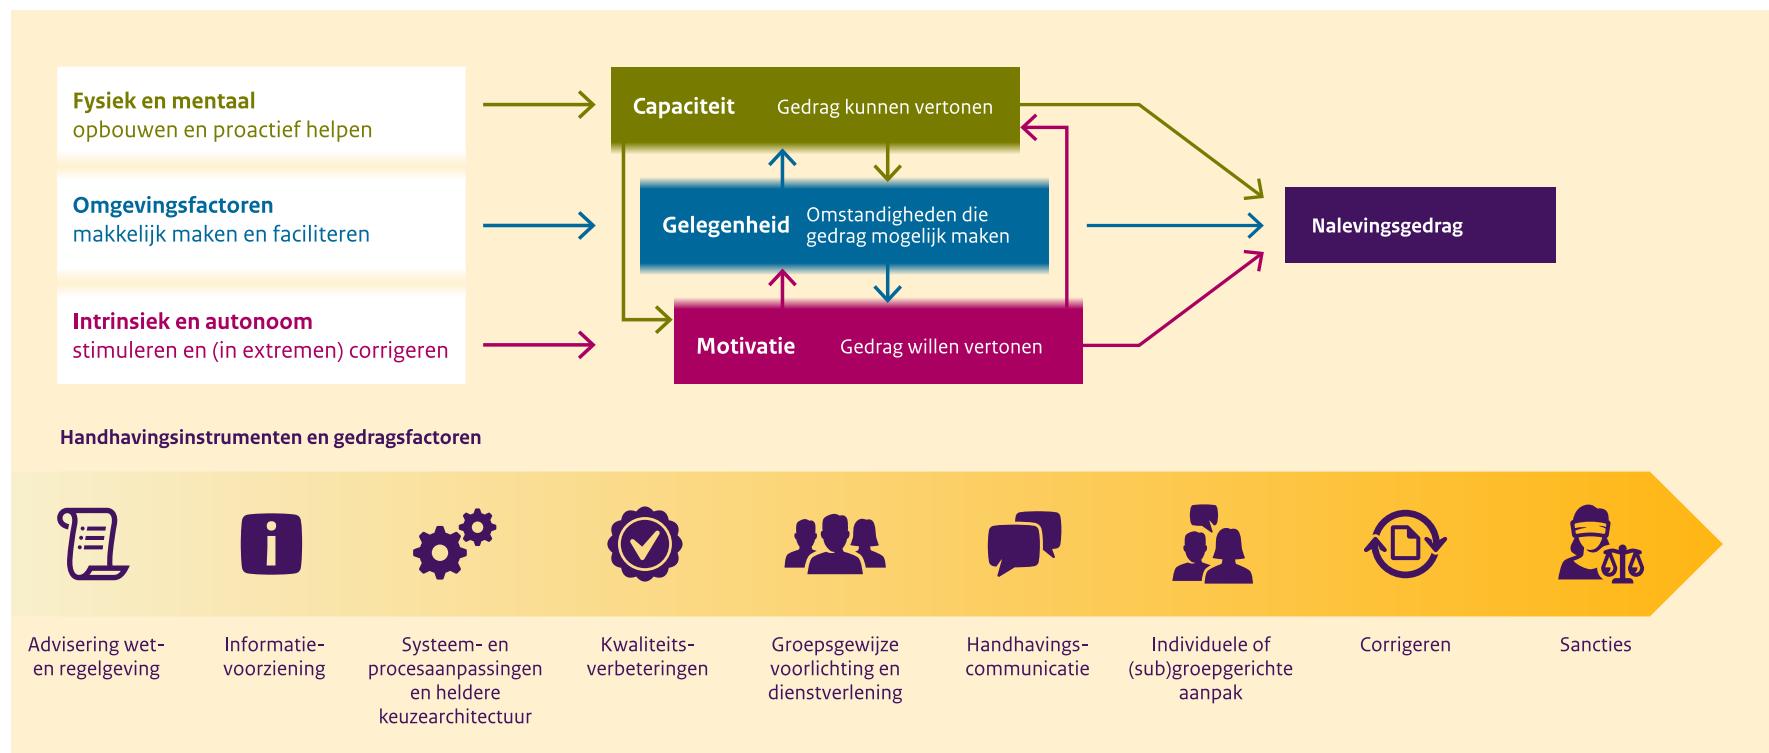 Fysiek en mentaal
opbouwen en proactief helpen
Capaciteit Gedrag kunnen vertonen
Omgevingsfactoren
makkelijk maken en faciliteren
Gelegenheid Omstandigheden die
gedrag mogelijk maken
Nalevingsgedrag
Intrinsiek en autonoom
stimuleren en (in extremen) corrigeren
Motivatie Gedrag willen vertonen
Handhavingsinstrumenten en gedragsfactoren
Advisering wet-
en regelgeving
Informatie-
voorziening
Systeem- en
procesaanpassingen
en heldere
keuzearchitectuur
Kwaliteits-
verbeteringen
Groepsgewijze
voorlichting en
dienstverlening
Handhavings-
communicatie
Individuele of
(sub)groepgerichte
aanpak
Corrigeren
Sancties